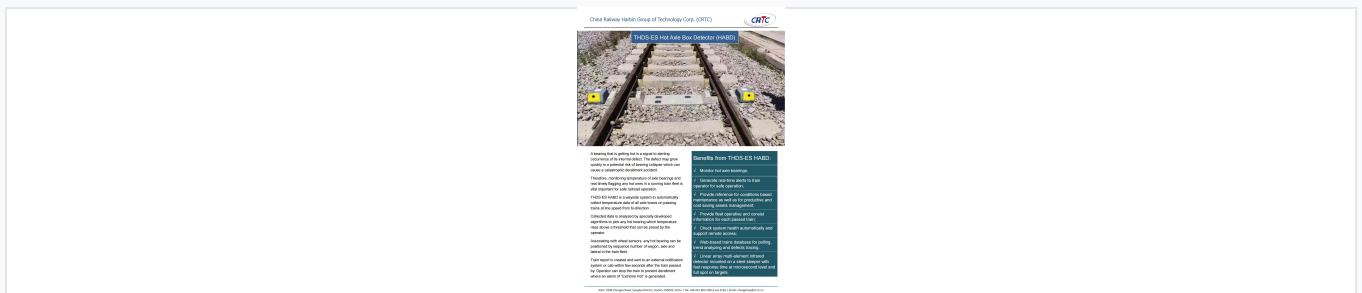 China Railway Harbin Group of Technology Corp. (CRTC)
CRTC
THDS-ES Hot Axle Box Detector (HABD)
A bearing that is getting hot is a signal to alerting
occurrence of its internal defect. The defect may grow
quickly to a potential risk of bearing collapse which can
cause a catastrophic derailment accident.
Therefore, monitoring temperature of axle bearings and
real timely flagging any hot ones in a running train fleet is
vital important for safe railroad operation.
THDS-ES HABD is a wayside system to automatically
collect temperature data of all axle boxes on passing
trains at line speed from bi-direction.
Collected data is analysed by specially developed
algorithms to pick any hot bearing which temperature
rises above a threshold that can be preset by the
operator.
Associating with wheel sensors, any hot bearing can be
positioned by sequence number of wagon, axle and
lateral in the train fleet.
Train report is created and sent to an external notification
system or cab within few seconds after the train passed
by. Operator can stop the train to prevent derailment
where an alarm of "Extreme Hot" is generated.
Benefits from THDS-ES HABD:
√ Monitor hot axle bearings;
√ Generate real-time alerts to train
operator for safe operation;
√ Provide reference for conditions based
maintenance as well as for productive and
cost saving assets management;
√ Provide fleet operative and consist
information for each passed train;
√ Check system health automatically and
support remote access;
√ Web-based trains database for polling,
trend analyzing and defects tracing.
√ Linear array multi-element infrared
detector mounted on a steel sleeper with
fast response time at microsecond level and
full spot on targets.